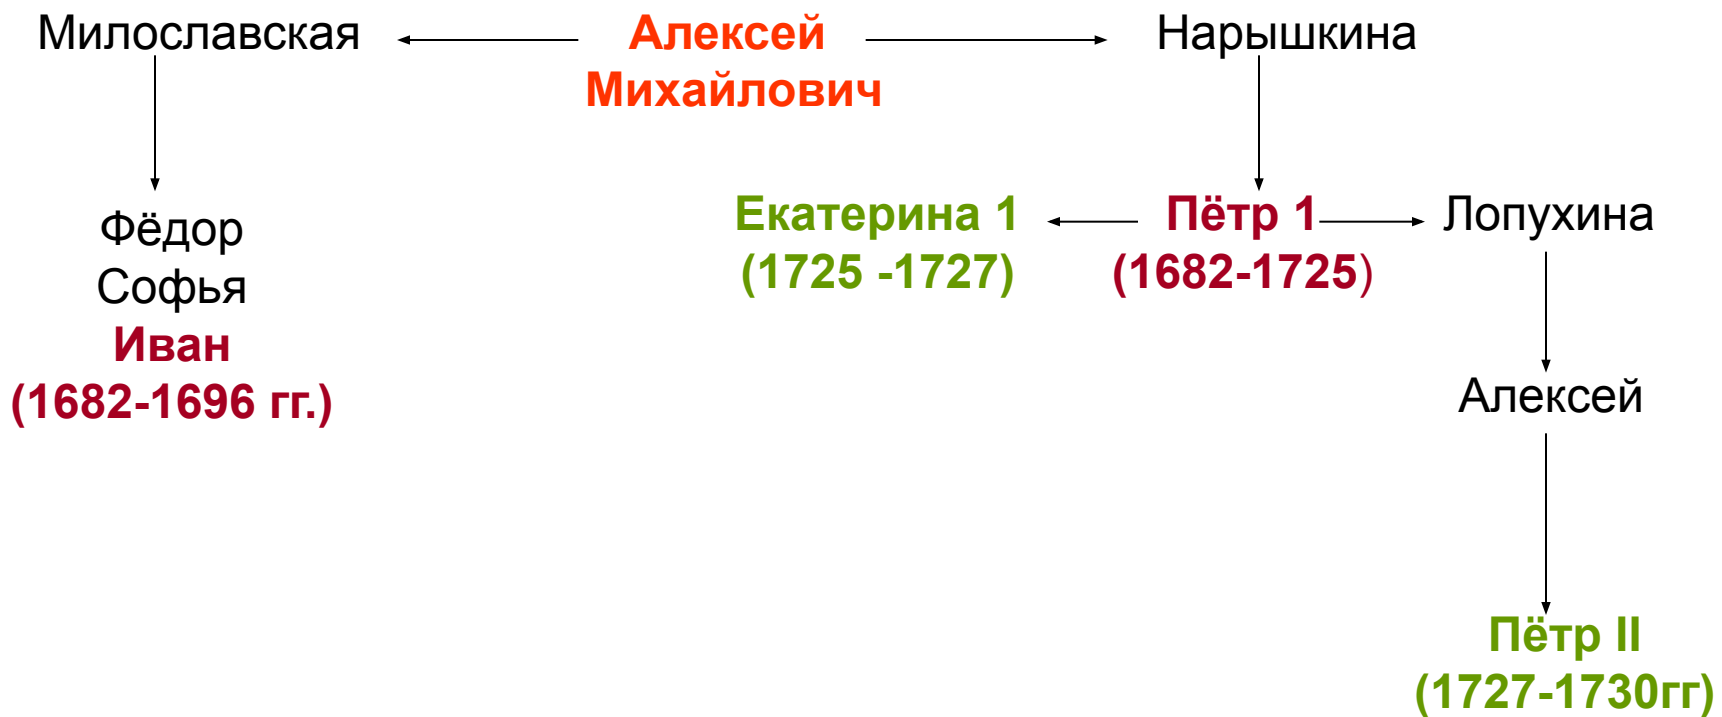 Милославская
Алексей
Михайлович
Нарышкина
Фёдор
Софья
Иван
(1682-1696 гг.)
Екатерина 1
(1725 -1727)
Пётр 1
(1682-1725)
Лопухина
Алексей
Пётр II
(1727-1730гг)